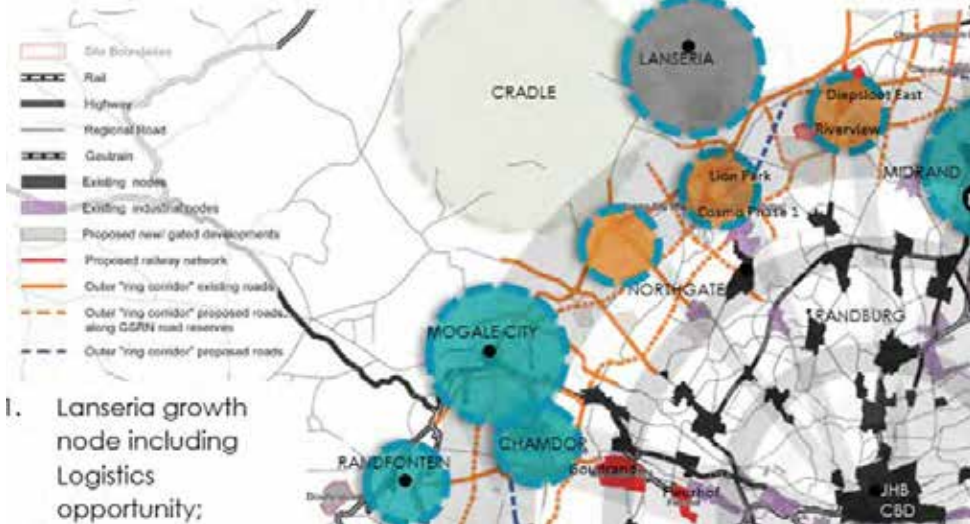 Site Boundaries
Rail
Highway
Regional Road
Gautrain
Existing nodes
Existing industrial nodes
Proposed new/ gated developments
Proposed railway network
Outer "ring corridor" existing roads
Outer "ring corridor" proposed roads
along GSRN road reserves
Outer "ring corridor" proposed roads
1. Lanseria growth
node including
Logistics
opportunity;
CRADLE
LANSERIA
Diepsloot East
Riverview
MIDRAND
Lion Park
Cosmo Phase 1
NORTHGATE
RANDBURG
MOGALE CITY
CHAMDOR
RANDFONTEIN
Goudrand
JHB
CBD